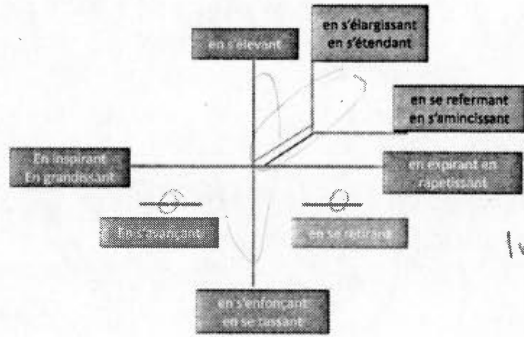 en s'élevant
en s'élargissant
en s'étendant
en se refermant
en s'amincissant
En inspirant
En grandissant
en expirant en
rapetissant
En s'avançant
en se retirant
en s'enfonçant
en se tassant